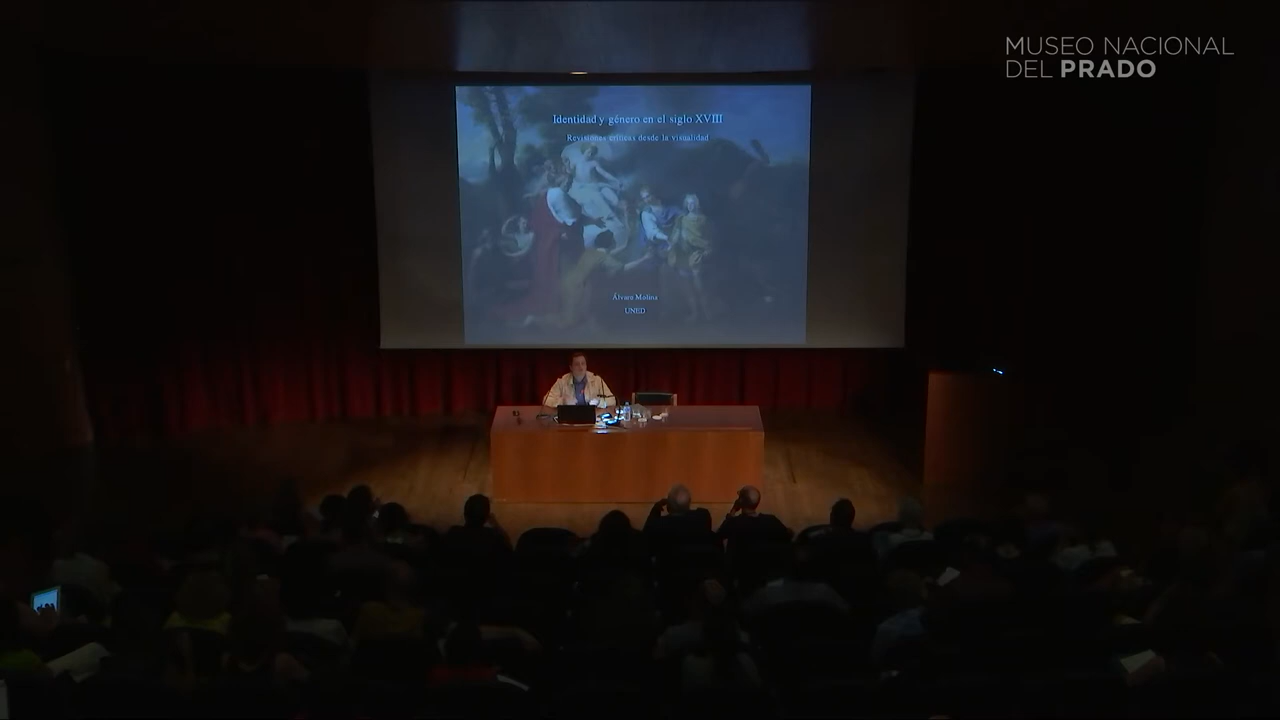 MUSEO NACIONAL
DEL PRADO
Identidad y género en el siglo XVIII
Revisiones críticas desde la visualidad
Álvaro Molina
UNED